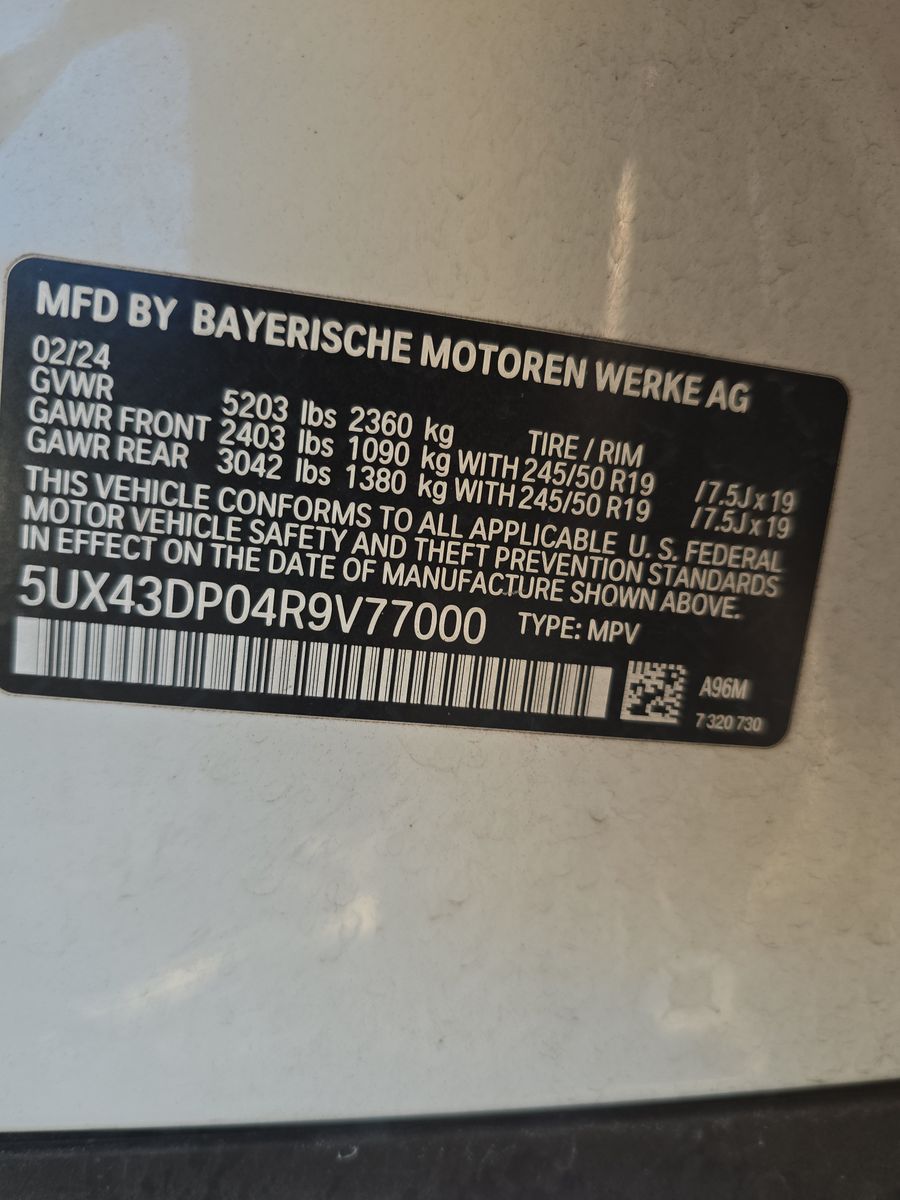 MFD BY BAYERISCHE MOTOREN WERKE AG
02/24
GVWR 5203 lbs 2360 kg TIRE / RIM
GAWR FRONT 2403 lbs 1090 kg WITH 245/50 R19 /7.5J x 19
GAWR REAR 3042 lbs 1380 kg WITH 245/50 R19 /7.5J x 19
THIS VEHICLE CONFORMS TO ALL APPLICABLE U. S. FEDERAL
MOTOR VEHICLE SAFETY AND THEFT PREVENTION STANDARDS
IN EFFECT ON THE DATE OF MANUFACTURE SHOWN ABOVE.
5UX43DP04R9V77000 TYPE: MPV
A96M
7 320 730